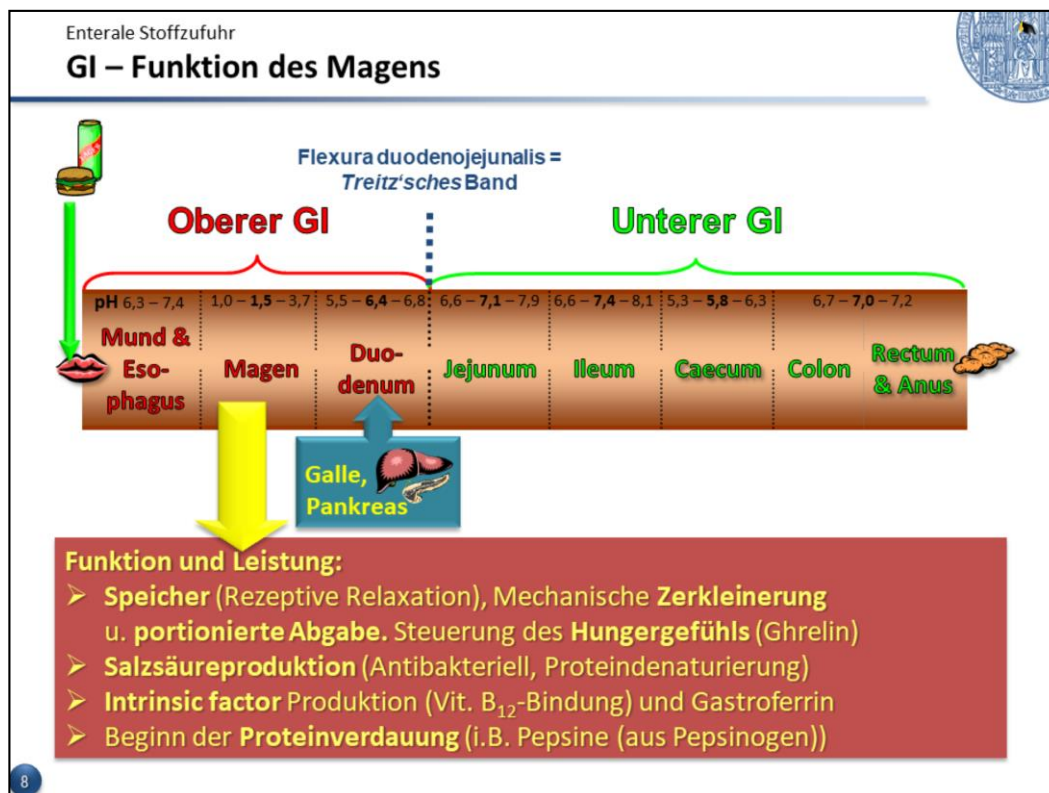 Enterale Stoffzufuhr
GI – Funktion des Magens
Flexura duodenojejunalis =
Treitz‘sches Band
Oberer GI
Unterer GI
pH 6,3 – 7,4
1,0 – 1,5 – 3,7
5,5 – 6,4 – 6,8
6,6 – 7,1 – 7,9
6,6 – 7,4 – 8,1
5,3 – 5,8 – 6,3
6,7 – 7,0 – 7,2
Mund &
Eso-
phagus
Magen
Duo-
denum
Jejunum
Ileum
Caecum
Colon
Rectum
& Anus
Galle,
Pankreas
Funktion und Leistung:
➢ Speicher (Rezeptive Relaxation), Mechanische Zerkleinerung
u. portionierte Abgabe. Steuerung des Hungergefühls (Ghrelin)
➢ Salzsäureproduktion (Antibakteriell, Proteindenaturierung)
➢ Intrinsic factor Produktion (Vit. B₁₂-Bindung) und Gastroferrin
➢ Beginn der Proteinverdauung (i.B. Pepsine (aus Pepsinogen))
8